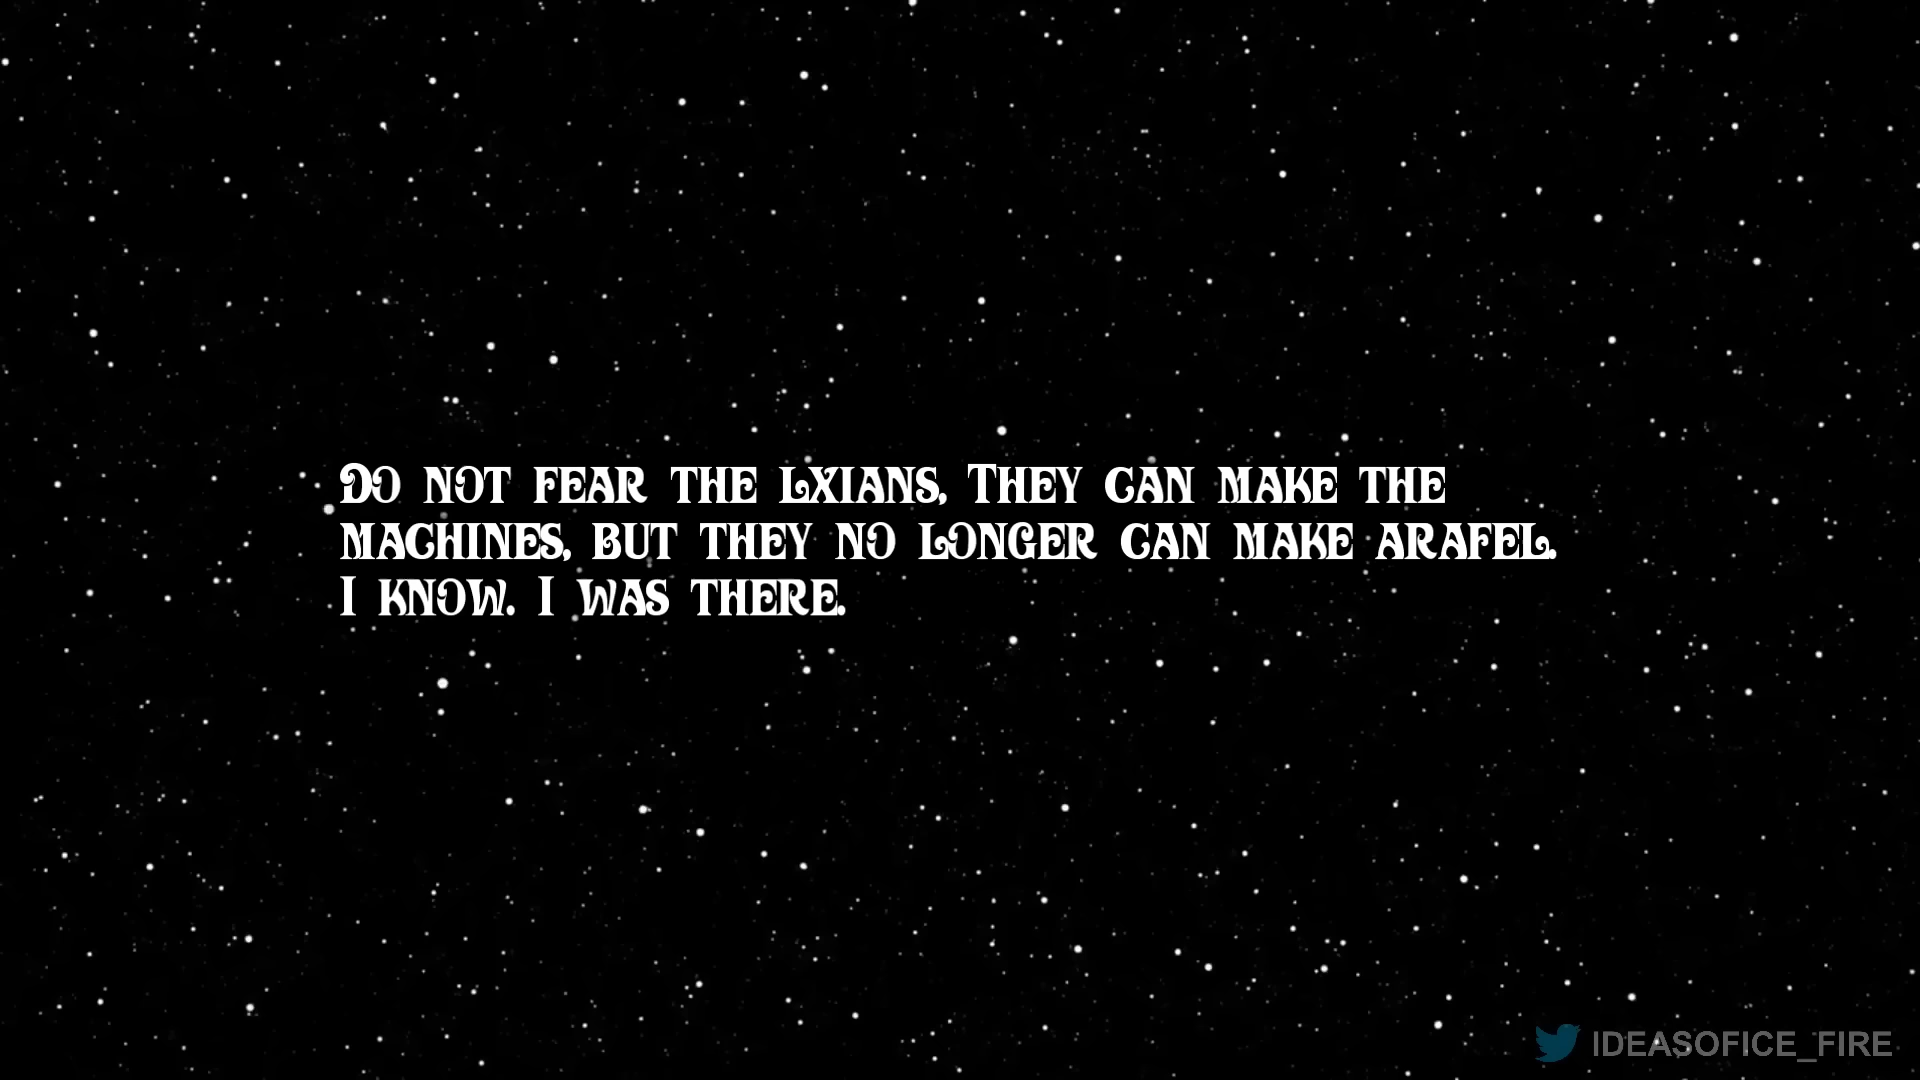 Do not fear the lxians, They can make the
machines, but they no longer can make arafel.
I know. I was there.
IDEASOFICE_FIRE